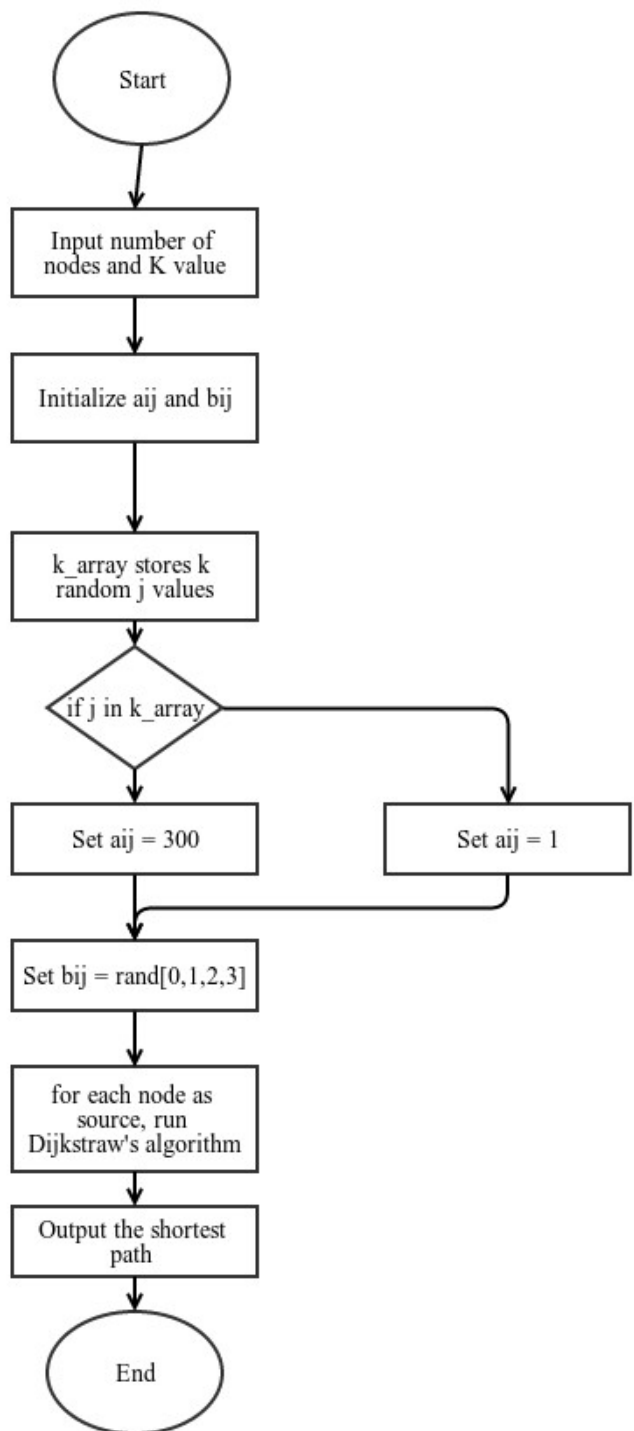 Start
Input number of
nodes and K value
Initialize aij and bij
k_array stores k
random j values
if j in k_array
Set aij = 300
Set aij = 1
Set bij = rand[0,1,2,3]
for each node as
source, run
Dijkstraw's algorithm
Output the shortest
path
End